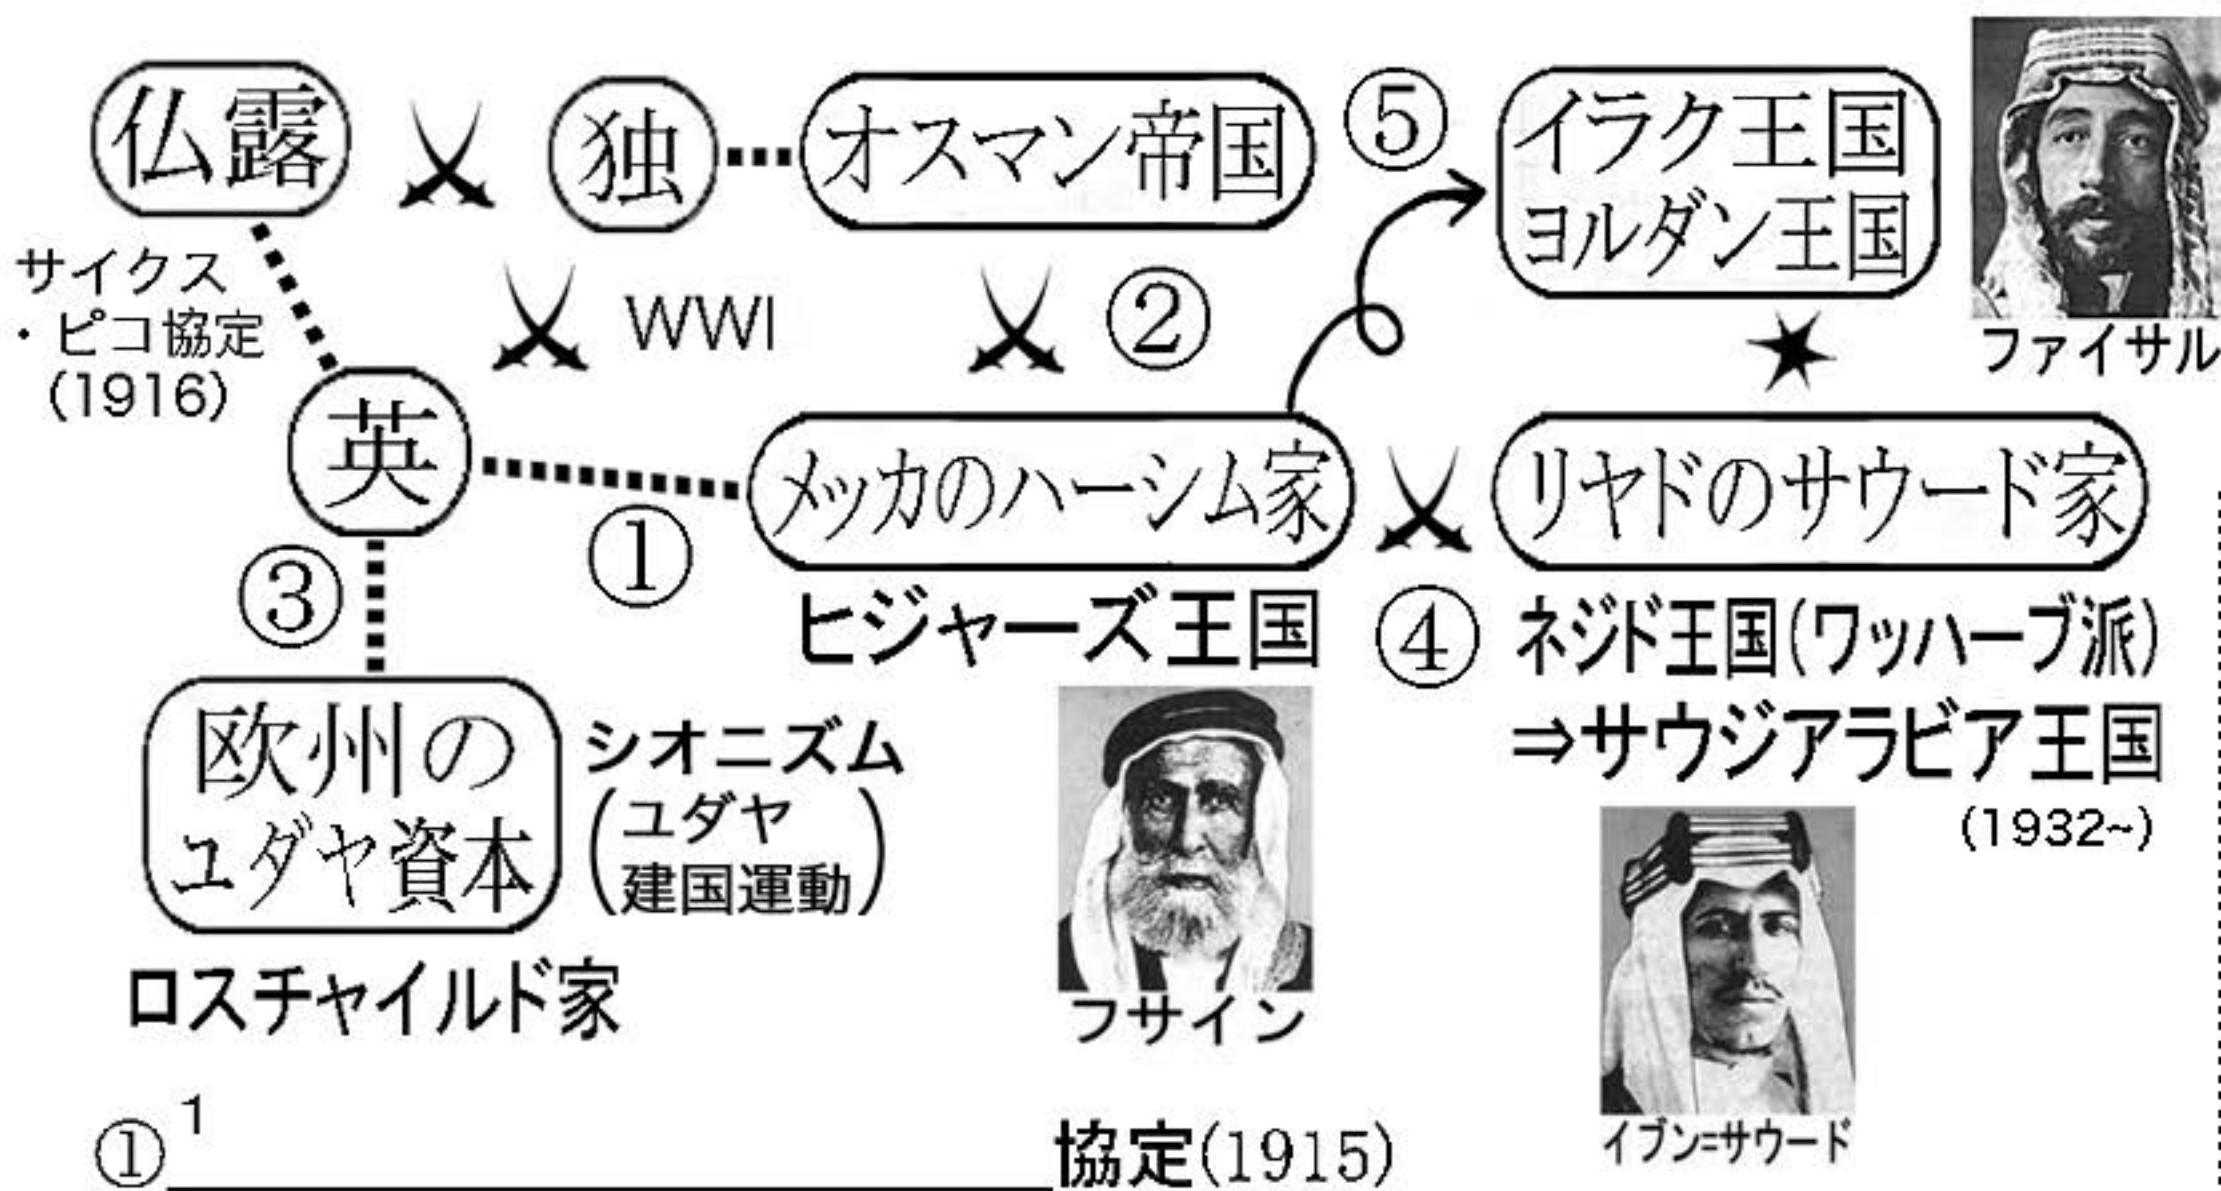 仏露
独
オスマン帝国
⑤
イラク王国
ヨルダン王国
ファイサル
サイクス
・ピコ協定
(1916)
WWI
②
英
①
メッカのハーシム家
リヤドのサウード家
③
ヒジャーズ王国
④
ネジド王国(ワッハーブ派)
⇒サウジアラビア王国
(1932~)
欧州の
ユダヤ資本
シオニズム
(ユダヤ
建国運動)
ロスチャイルド家
フサイン
イブン=サウード
① 1 協定(1915)